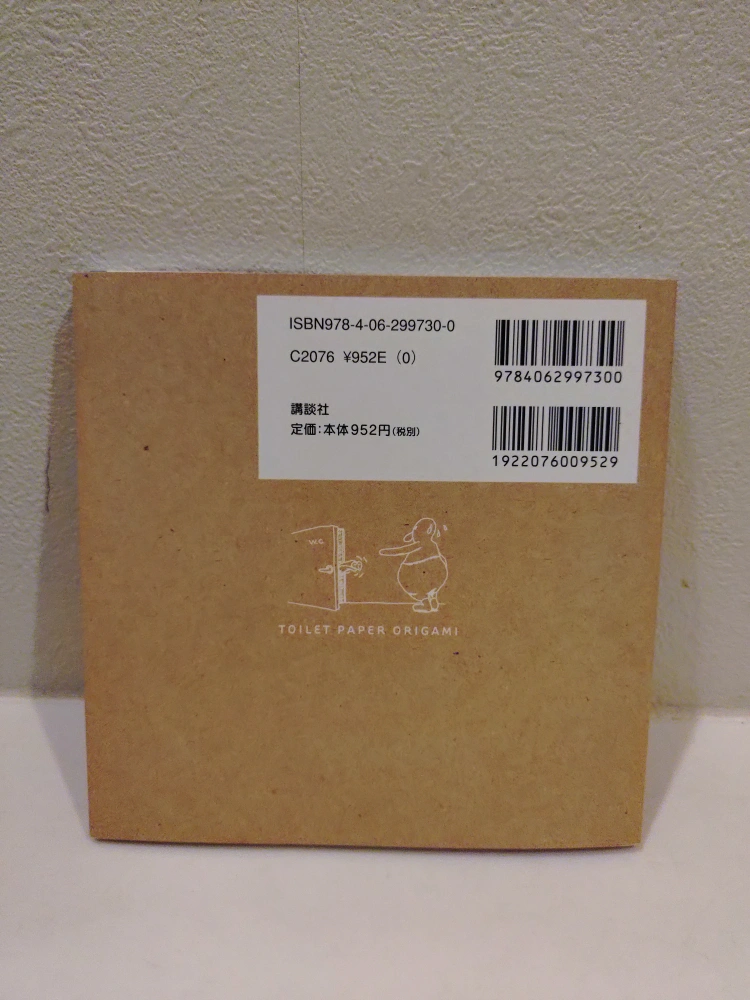 ISBN978-4-06-299730-0
C2076 ¥952E (0)
9784062997300
講談社
定価:本体952円(税別)
1922076009529
W.C.
TOILET PAPER ORIGAMI